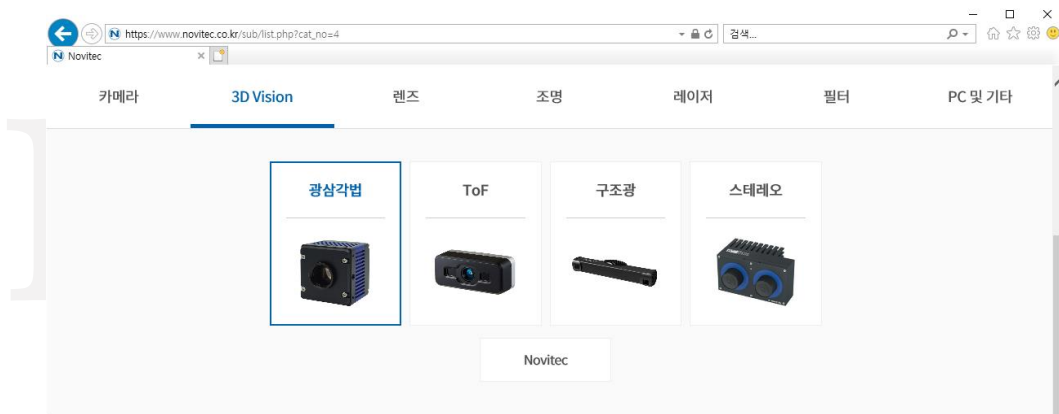 https://www.novitec.co.kr/sub/list.php?cat_no=4
검색...
Novitec
카메라 3D Vision 렌즈 조명 레이저 필터 PC 및 기타
광삼각법 ToF 구조광 스테레오
Novitec